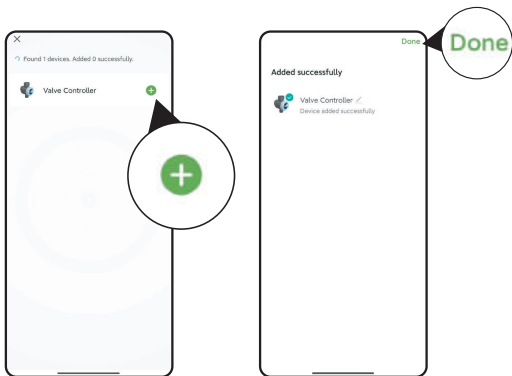 Found 1 devices. Added 0 successfully.
Valve Controller
Done
Done
Added successfully
Valve Controller
Device added successfully